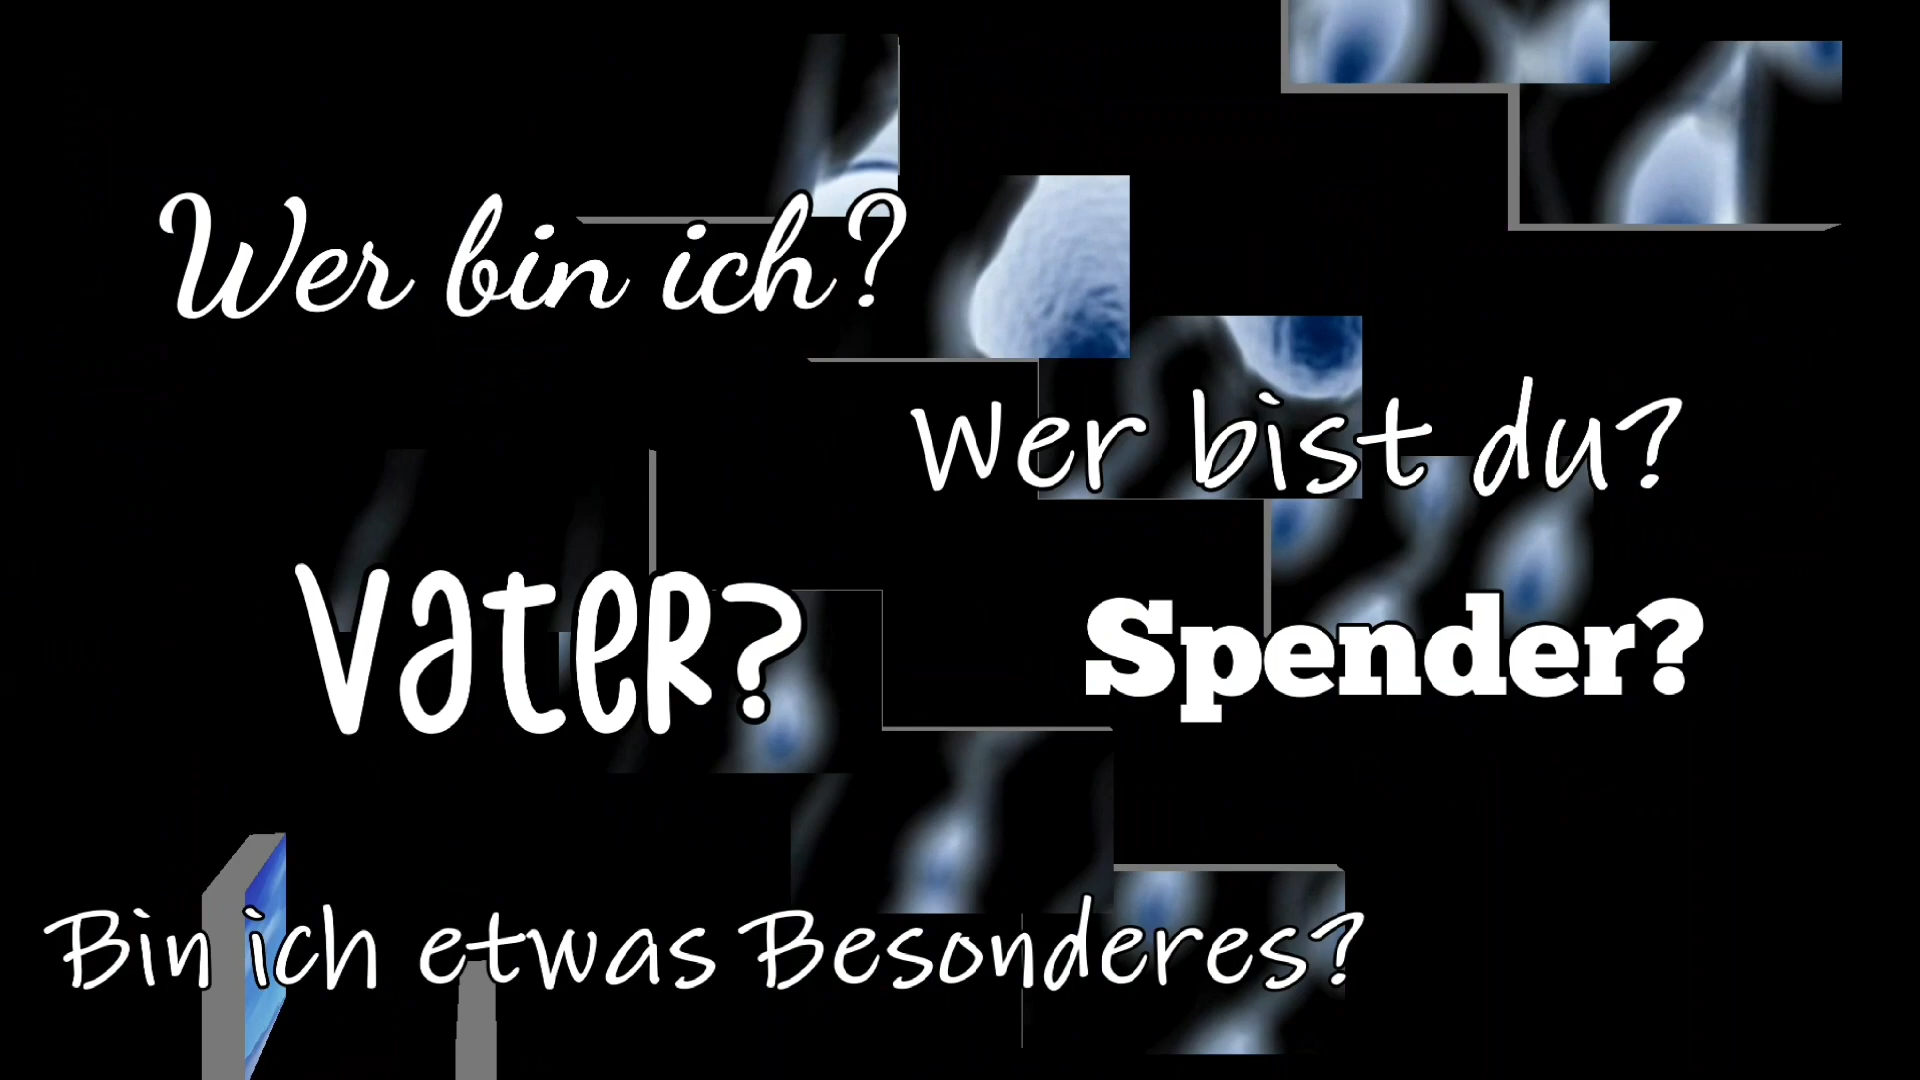 Wer bin ich?
Wer bist du?
Vater?
Spender?
Bin ich etwas Besonderes?